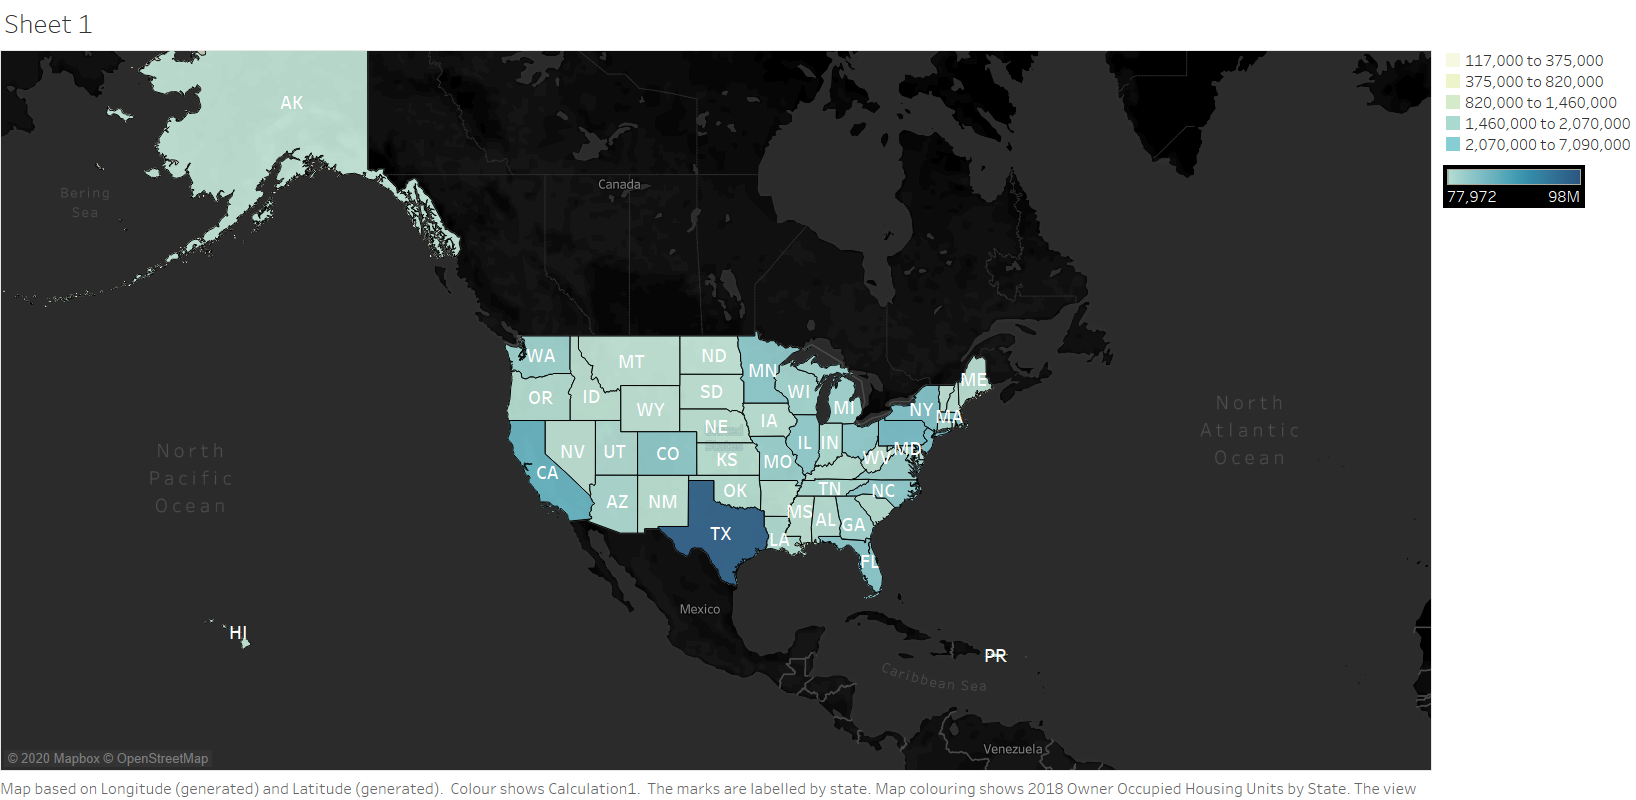 Sheet 1
117,000 to 375,000
375,000 to 820,000
820,000 to 1,460,000
1,460,000 to 2,070,000
2,070,000 to 7,090,000
77,972 98M
AK
Bering
Sea
Canada
WA MT ND MN
OR ID WY SD WI MI ME
NY MA
NE IA
NV UT CO KS MO IL IN WV MD
CA
AZ NM OK TN NC
TX LA MS AL GA
FL
North
Pacific
Ocean
North
Atlantic
Ocean
Mexico
HI
PR
Caribbean Sea
Venezuela
© 2020 Mapbox © OpenStreetMap
Map based on Longitude (generated) and Latitude (generated).  Colour shows Calculation1.  The marks are labelled by state. Map colouring shows 2018 Owner Occupied Housing Units by State. The view